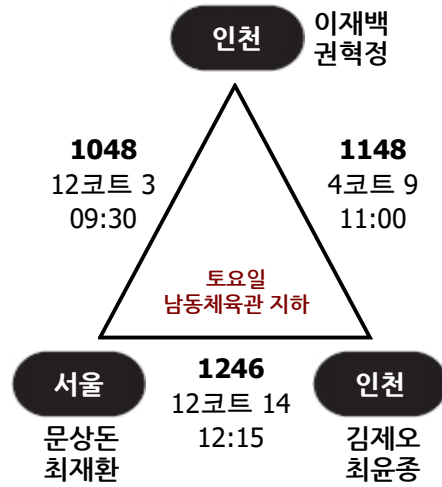 인천
이재백
권혁정
1048
12코트 3
09:30
1148
4코트 9
11:00
토요일
남동체육관 지하
서울
문상돈
최재환
1246
12코트 14
12:15
인천
김제오
최윤종